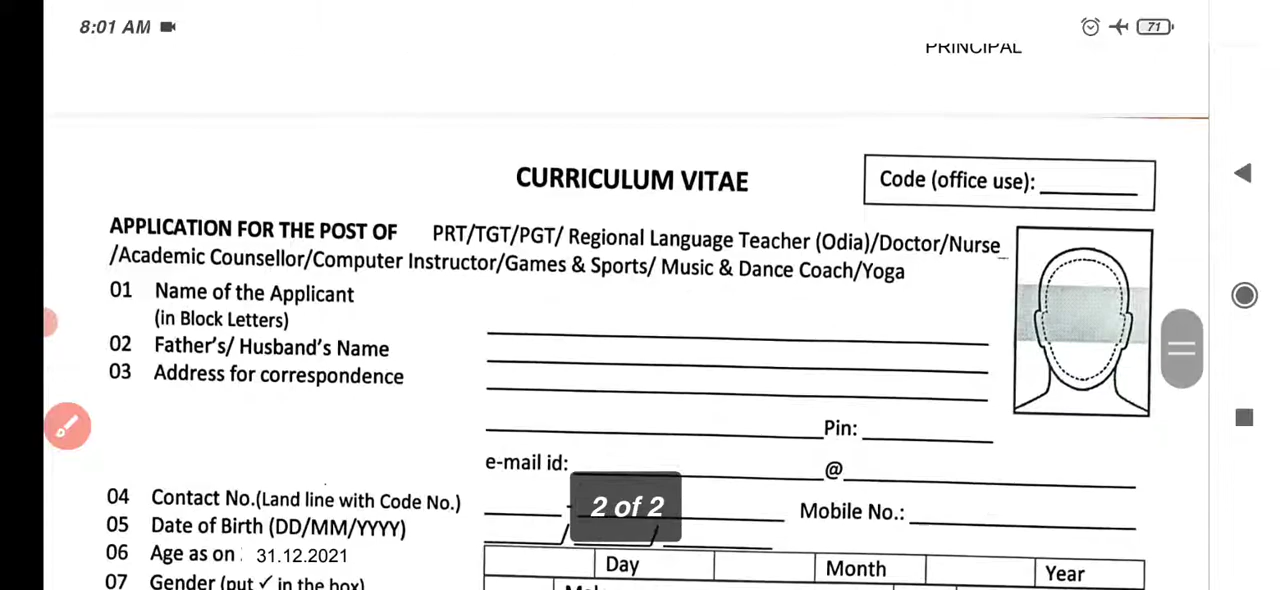 8:01 AM
71
PRINCIPAL
CURRICULUM VITAE
Code (office use):
APPLICATION FOR THE POST OF PRT/TGT/PGT/ Regional Language Teacher (Odia)/Doctor/Nurse
/Academic Counsellor/Computer Instructor/Games & Sports/ Music & Dance Coach/Yoga
01 Name of the Applicant
(in Block Letters)
02 Father's/ Husband's Name
03 Address for correspondence
Pin:
e-mail id: @
04 Contact No.(Land line with Code No.) - Mobile No.:
2 of 2
05 Date of Birth (DD/MM/YYYY) / /
06 Age as on : 31.12.2021
Day Month Year
07 Gender (put ✓ in the box)